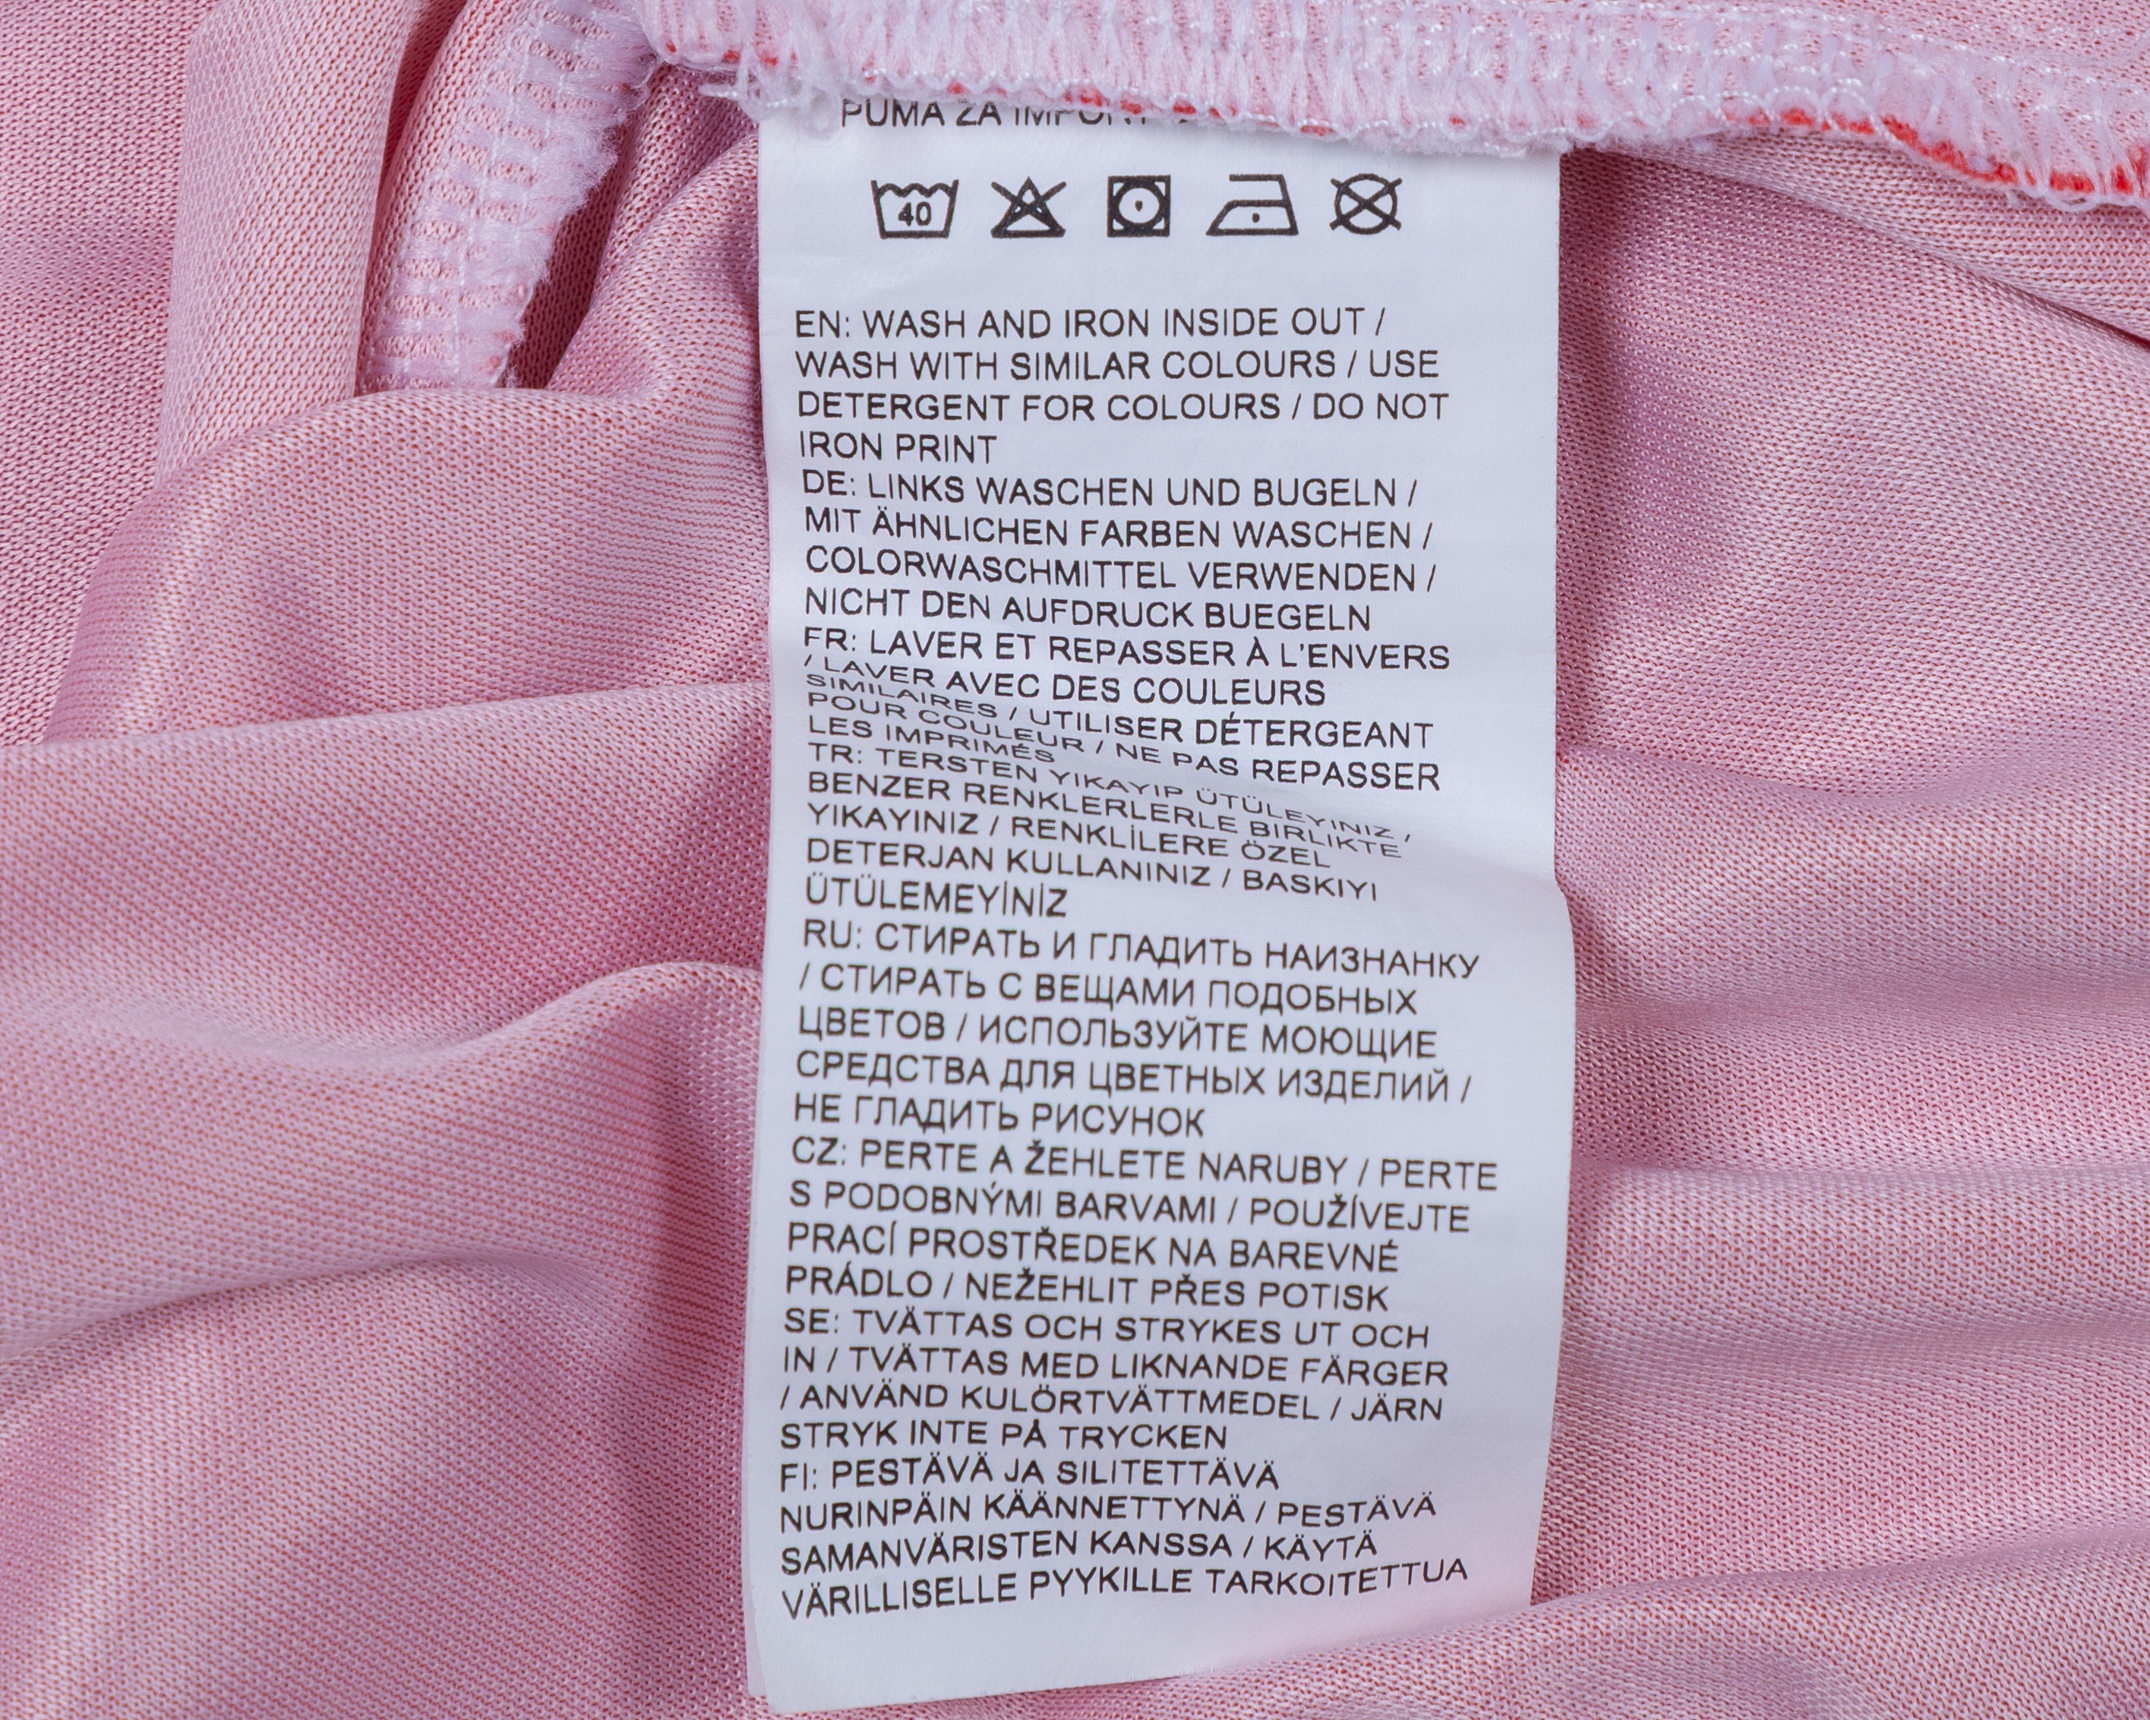 PUMA ZA
40
EN: WASH AND IRON INSIDE OUT /
WASH WITH SIMILAR COLOURS / USE
DETERGENT FOR COLOURS / DO NOT
IRON PRINT
DE: LINKS WASCHEN UND BUGELN /
MIT ÄHNLICHEN FARBEN WASCHEN /
COLORWASCHMITTEL VERWENDEN /
NICHT DEN AUFDRUCK BUEGELN
FR: LAVER ET REPASSER À L'ENVERS
/ LAVER AVEC DES COULEURS
SIMILAIRES / UTILISER DÉTERGEANT
POUR COULEUR / NE PAS REPASSER
LES IMPRIMÉS
TR: TERSTEN YIKAYIP ÜTÜLEYINIZ /
BENZER RENKLERLERLE BIRLIKTE
YIKAYINIZ / RENKLİLERE ÖZEL
DETERJAN KULLANINIZ / BASKIYI
ÜTÜLEMEYİNİZ
RU: СТИРАТЬ И ГЛАДИТЬ НАИЗНАНКУ
/ СТИРАТЬ С ВЕЩАМИ ПОДОБНЫХ
ЦВЕТОВ / ИСПОЛЬЗУЙТЕ МОЮЩИЕ
СРЕДСТВА ДЛЯ ЦВЕТНЫХ ИЗДЕЛИЙ /
НЕ ГЛАДИТЬ РИСУНОК
CZ: PERTE A ŽEHLETE NARUBY / PERTE
S PODOBNÝMI BARVAMI / POUŽÍVEJTE
PRACÍ PROSTŘEDEK NA BAREVNÉ
PRÁDLO / NEŽEHLIT PŘES POTISK
SE: TVÄTTAS OCH STRYKES UT OCH
IN / TVÄTTAS MED LIKNANDE FÄRGER
/ ANVÄND KULÖRTVÄTTMEDEL / JÄRN
STRYK INTE PÅ TRYCKEN
FI: PESTÄVÄ JA SILITETTÄVÄ
NURINPÄIN KÄÄNNETTYNÄ / PESTÄVÄ
SAMANVÄRISTEN KANSSA / KÄYTÄ
VÄRILLISELLE PYYKILLE TARKOITETTUA